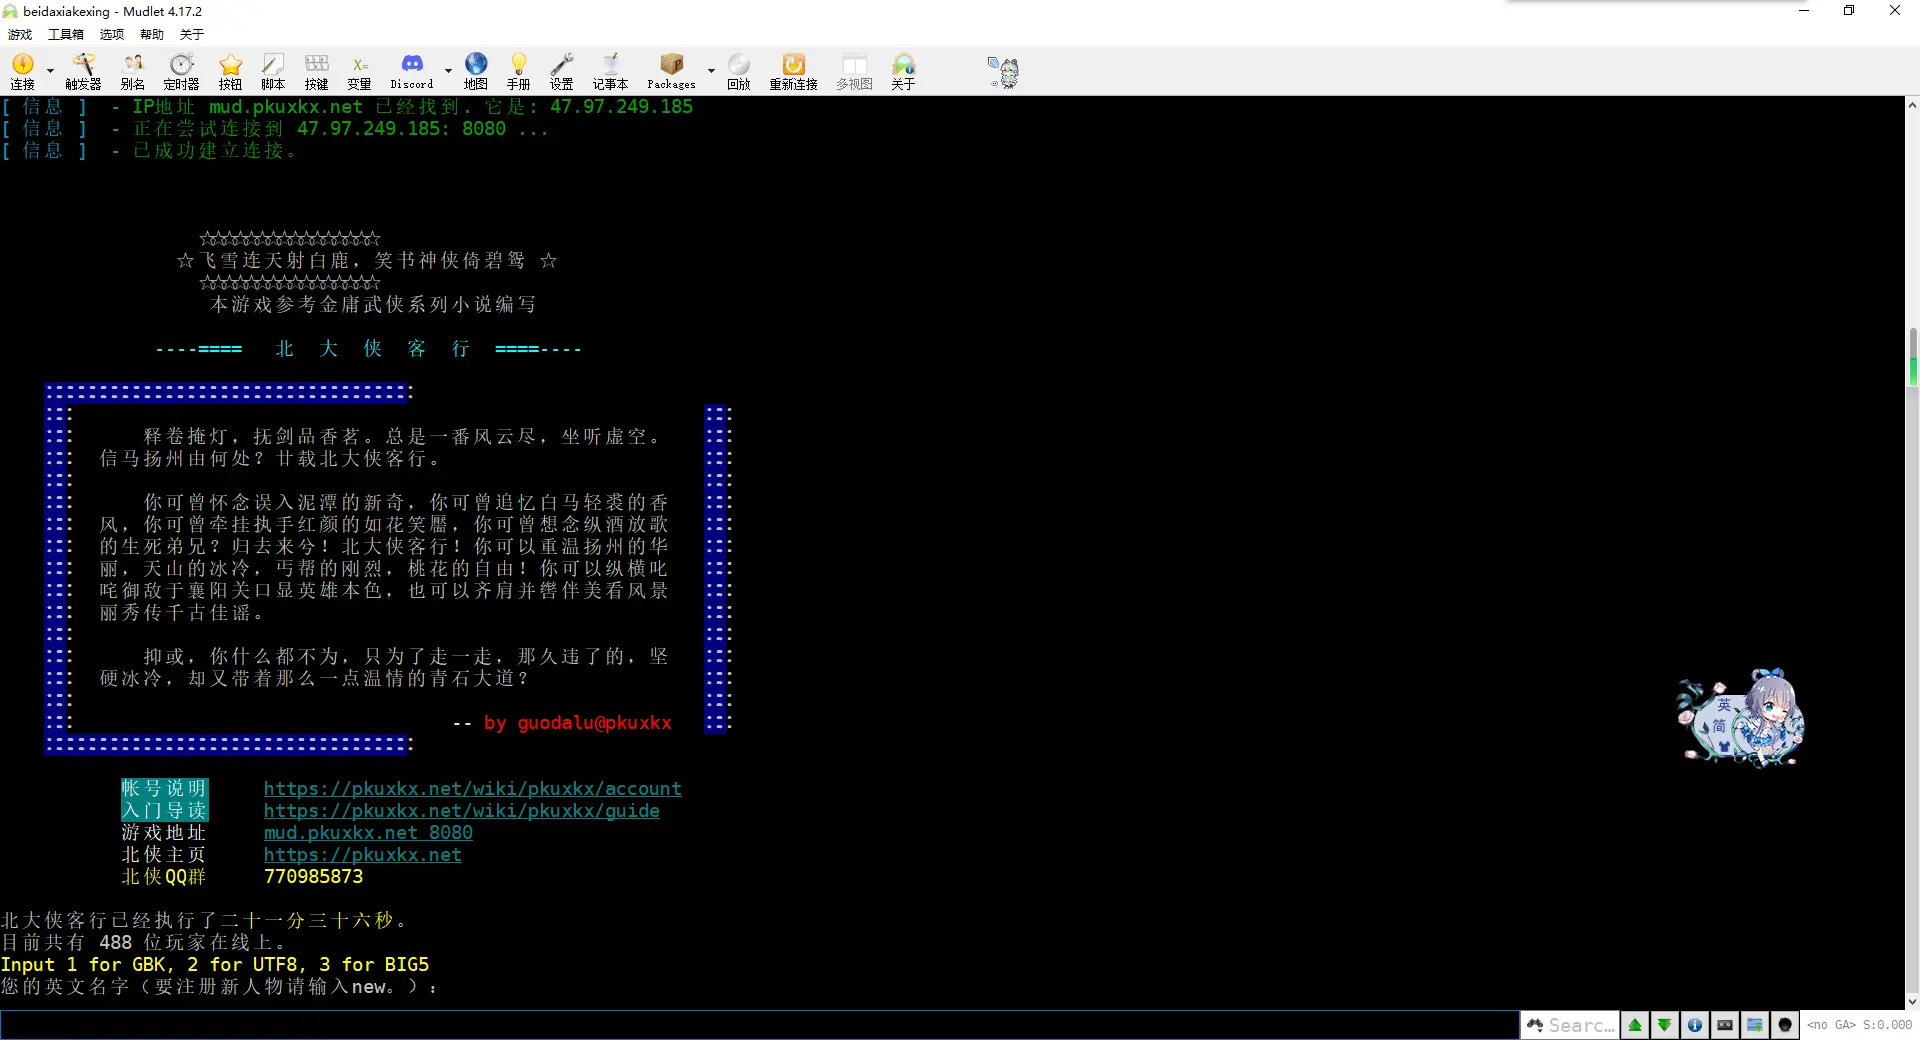 beidaxiakexing - Mudlet 4.17.2
游戏 工具箱 选项 帮助 关于
连接 触发器 别名 定时器 按钮 脚本 按键 变量 Discord 地图 手册 设置 记事本 Packages 回放 重新连接 多视图 关于
[ 信息 ]  - IP地址 mud.pkuxkx.net 已经找到. 它是: 47.97.249.185
[ 信息 ]  - 正在尝试连接到 47.97.249.185: 8080 ...
[ 信息 ]  - 已成功建立连接。
☆☆☆☆☆☆☆☆☆☆☆☆☆☆☆☆
☆飞雪连天射白鹿，笑书神侠倚碧鸳 ☆
☆☆☆☆☆☆☆☆☆☆☆☆☆☆☆☆
本游戏参考金庸武侠系列小说编写
----==== 北 大 侠 客 行 ====----
释卷掩灯，抚剑品香茗。总是一番风云尽，坐听虚空。
信马扬州由何处？廿载北大侠客行。
你可曾怀念误入泥潭的新奇，你可曾追忆白马轻裘的香
风，你可曾牵挂执手红颜的如花笑靥，你可曾想念纵酒放歌
的生死弟兄？归去来兮！北大侠客行！你可以重温扬州的华
丽，天山的冰冷，丐帮的刚烈，桃花的自由！你可以纵横叱
咤御敌于襄阳关口显英雄本色，也可以齐肩并辔伴美看风景
丽秀传千古佳谣。
抑或，你什么都不为，只为了走一走，那久违了的，坚
硬冰冷，却又带着那么一点温情的青石大道？
-- by guodalu@pkuxkx
英
简
帐号说明 https://pkuxkx.net/wiki/pkuxkx/account
入门导读 https://pkuxkx.net/wiki/pkuxkx/guide
游戏地址 mud.pkuxkx.net 8080
北侠主页 https://pkuxkx.net
北侠QQ群 770985873
北大侠客行已经执行了二十一分三十六秒。
目前共有 488 位玩家在线上。
Input 1 for GBK, 2 for UTF8, 3 for BIG5
您的英文名字（要注册新人物请输入new。）：
Searc... <no GA> S:0.000